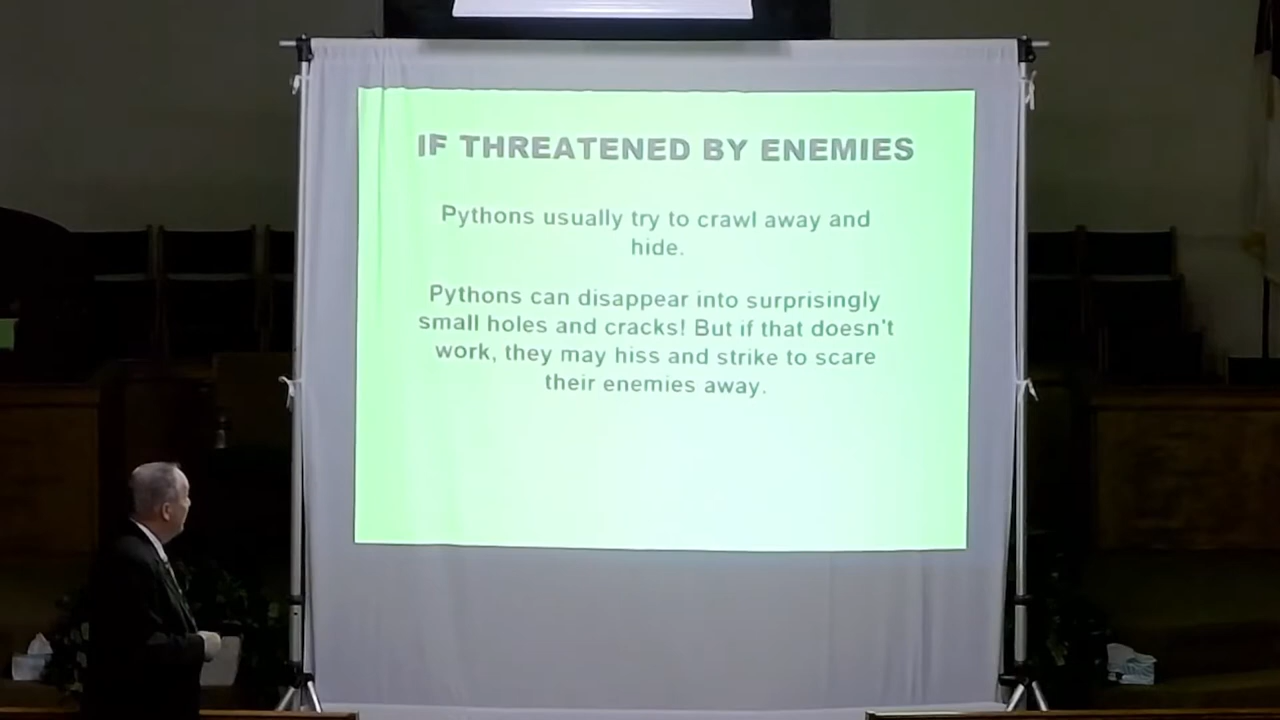 IF THREATENED BY ENEMIES
Pythons usually try to crawl away and
hide.
Pythons can disappear into surprisingly
small holes and cracks! But if that doesn't
work, they may hiss and strike to scare
their enemies away.